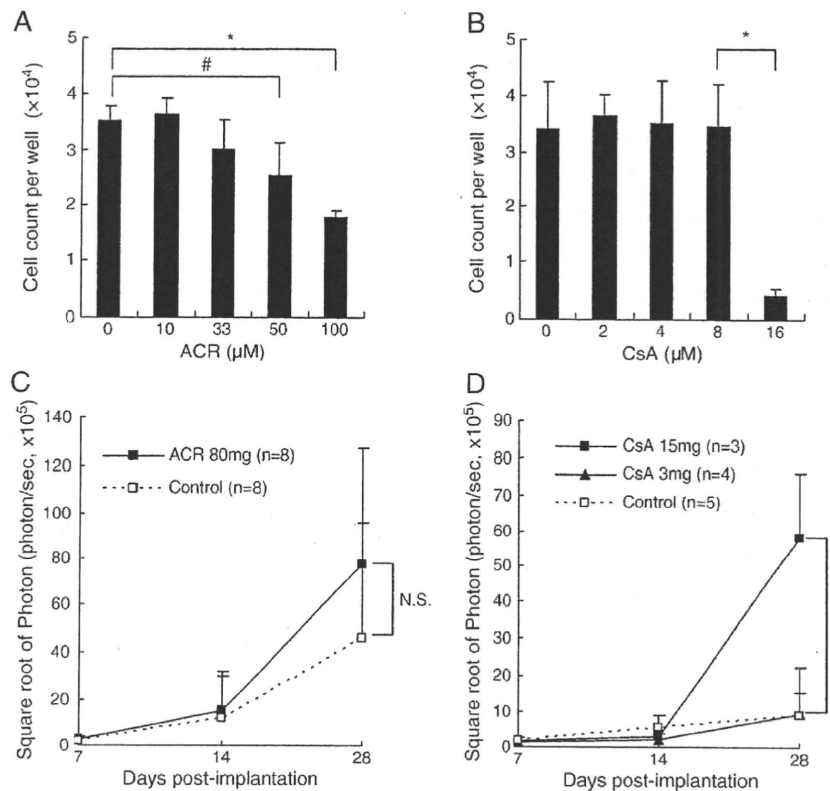 A
Cell count per well (×10⁴)
5
4
3
2
1
0
*
#
0 10 33 50 100
ACR (µM)
B
Cell count per well (×10⁴)
5
4
3
2
1
0
*
0 2 4 8 16
CsA (µM)
C
Square root of Photon (photon/sec, x10⁵)
140
120
100
80
60
40
20
0
ACR 80mg (n=8)
Control (n=8)
N.S.
7 14 28
Days post-implantation
D
Square root of Photon (photon/sec, x10⁵)
90
80
70
60
50
40
30
20
10
0
CsA 15mg (n=3)
CsA 3mg (n=4)
Control (n=5)
7 14 28
Days post-implantation